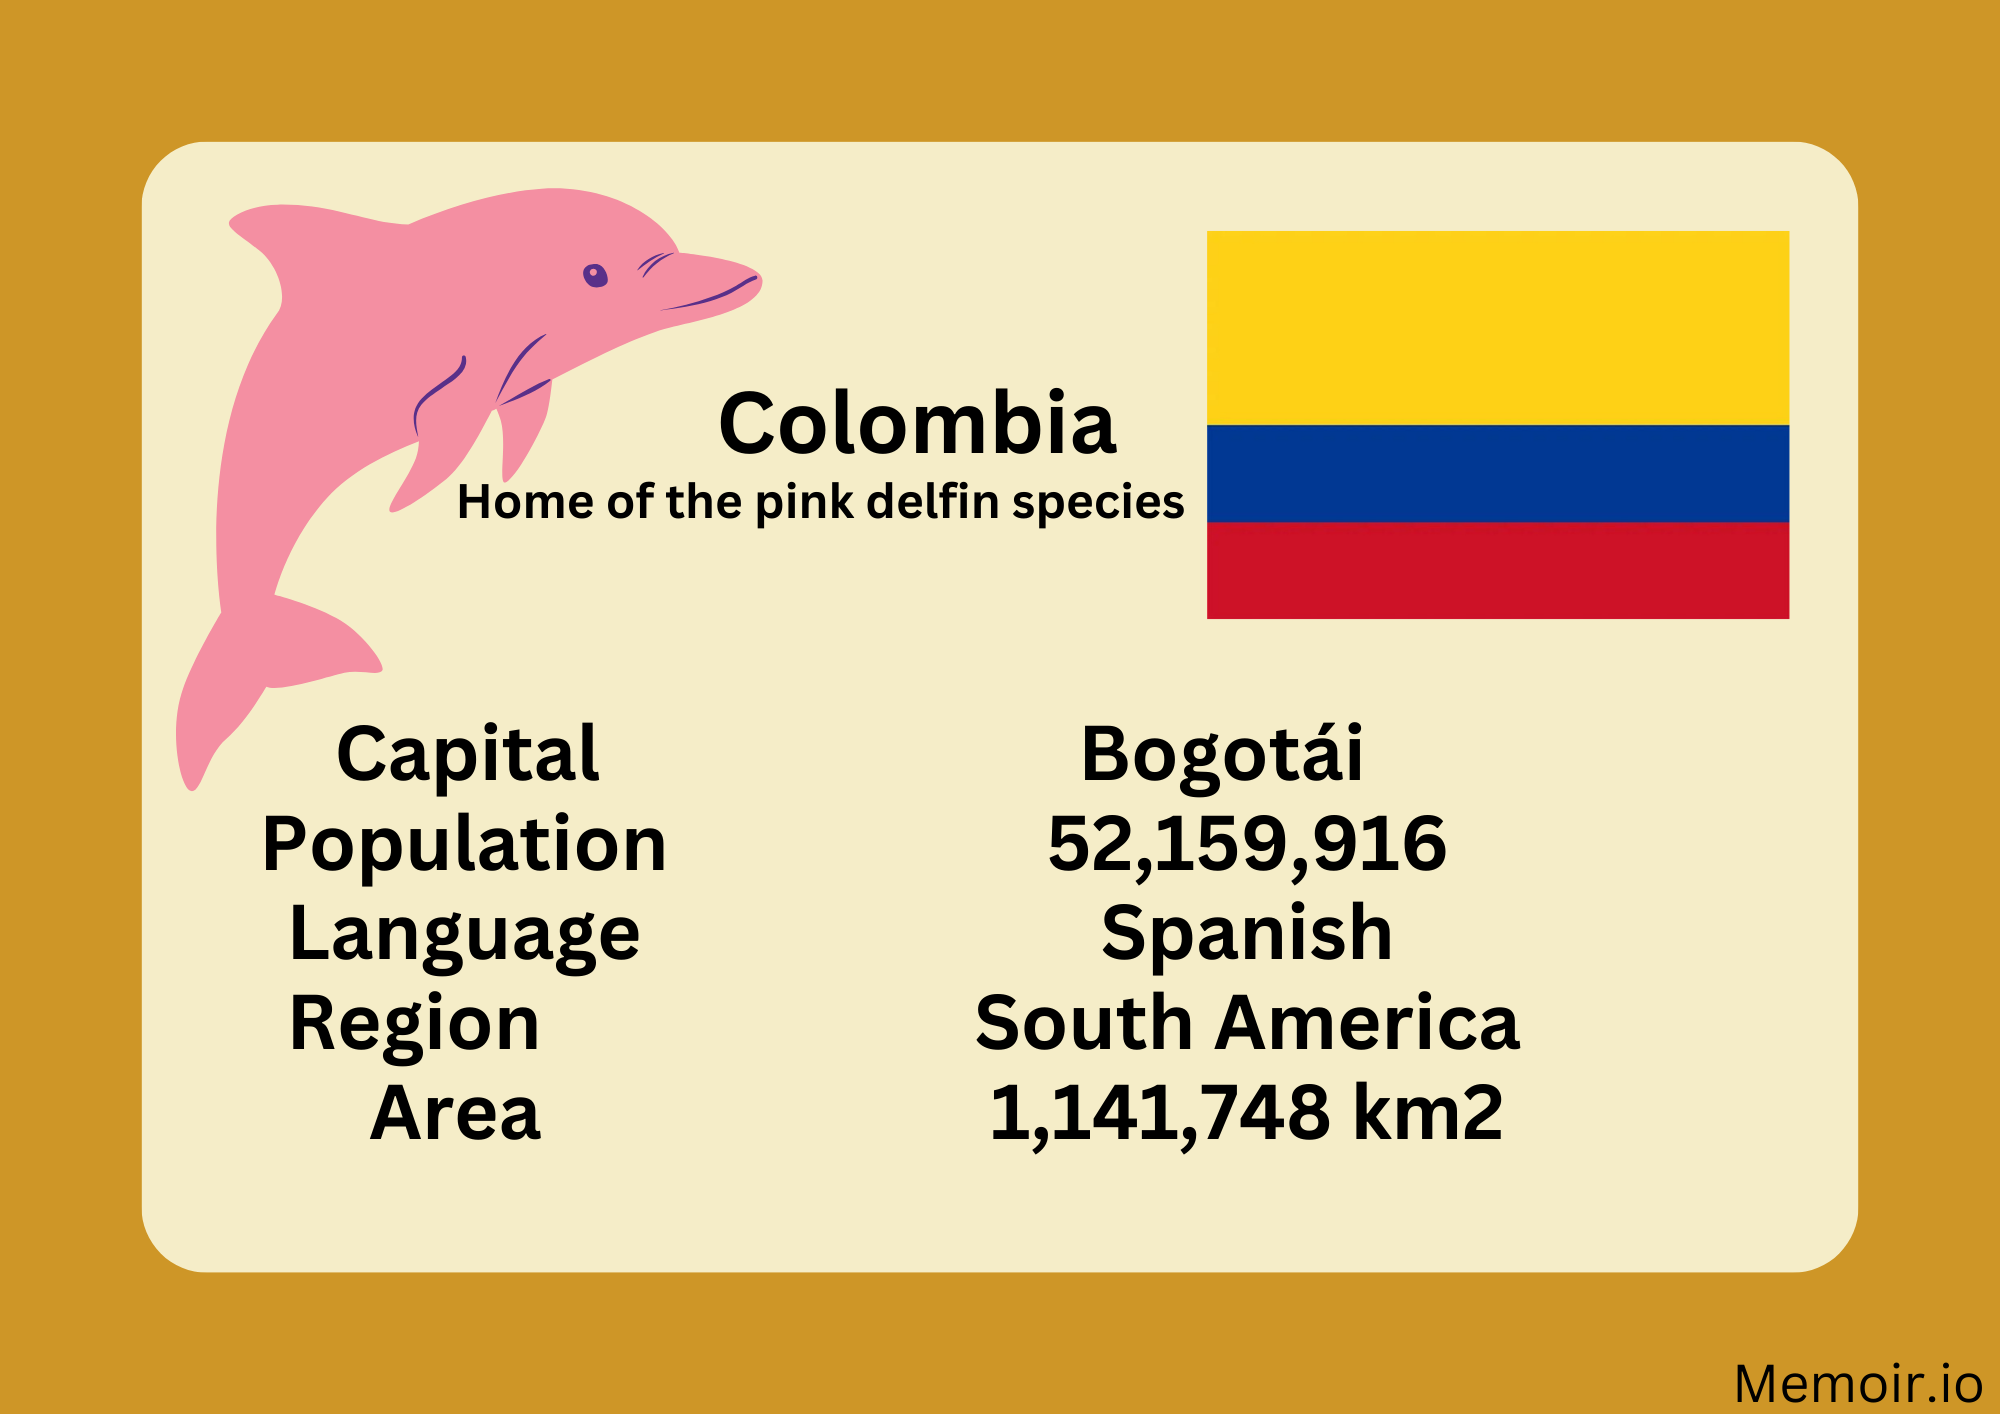 Colombia
Home of the pink delfin species
Capital Bogotái
Population 52,159,916
Language Spanish
Region South America
Area 1,141,748 km2
Memoir.io